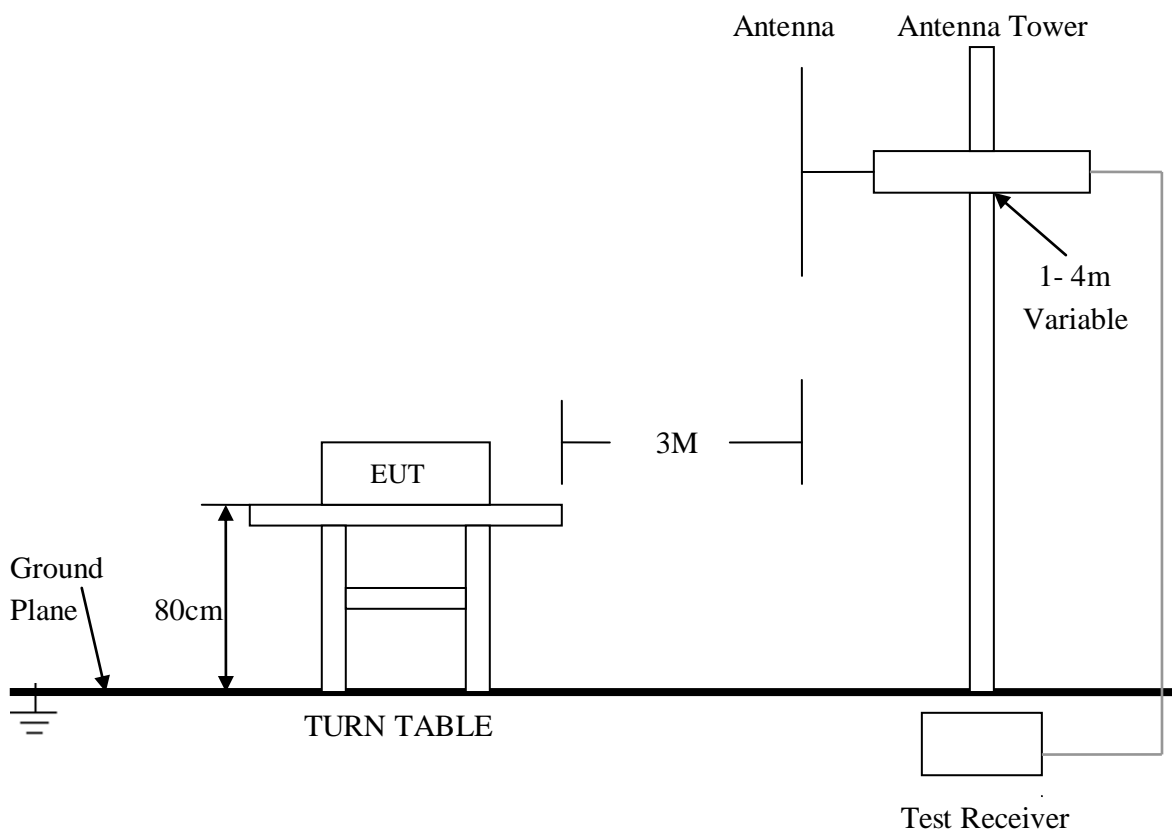 Antenna
Antenna Tower
1- 4m
Variable
3M
EUT
Ground
Plane
80cm
TURN TABLE
Test Receiver